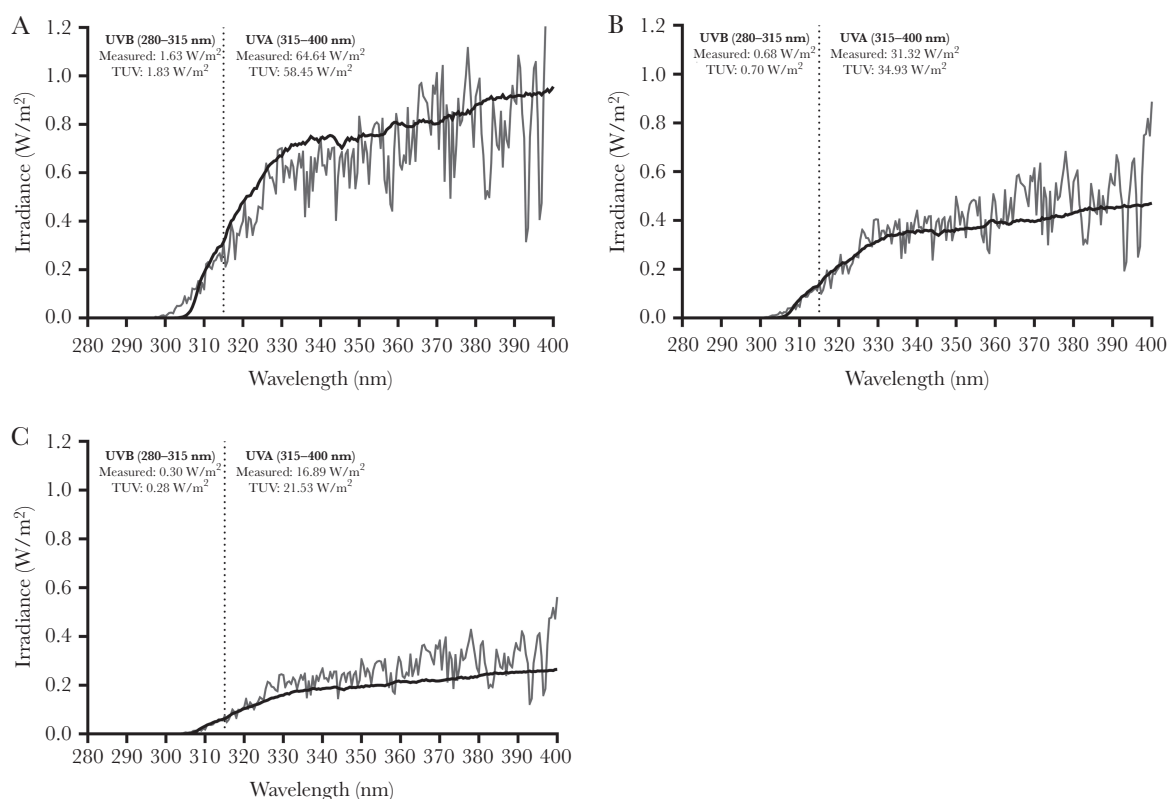 A
UVB (280–315 nm)
Measured: 1.63 W/m²
TUV: 1.83 W/m²
UVA (315–400 nm)
Measured: 64.64 W/m²
TUV: 58.45 W/m²
Irradiance (W/m²)
1.2
1.0
0.8
0.6
0.4
0.2
0.0
280 290 300 310 320 330 340 350 360 370 380 390 400
Wavelength (nm)
B
UVB (280–315 nm)
Measured: 0.68 W/m²
TUV: 0.70 W/m²
UVA (315–400 nm)
Measured: 31.32 W/m²
TUV: 34.93 W/m²
Irradiance (W/m²)
1.2
1.0
0.8
0.6
0.4
0.2
0.0
280 290 300 310 320 330 340 350 360 370 380 390 400
Wavelength (nm)
C
UVB (280–315 nm)
Measured: 0.30 W/m²
TUV: 0.28 W/m²
UVA (315–400 nm)
Measured: 16.89 W/m²
TUV: 21.53 W/m²
Irradiance (W/m²)
1.2
1.0
0.8
0.6
0.4
0.2
0.0
280 290 300 310 320 330 340 350 360 370 380 390 400
Wavelength (nm)